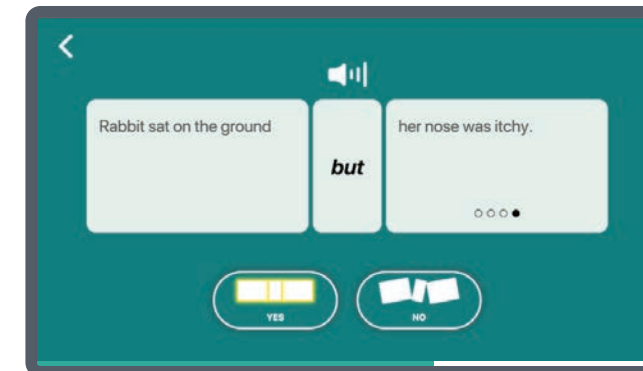 Rabbit sat on the ground
but
her nose was itchy.
YES
NO